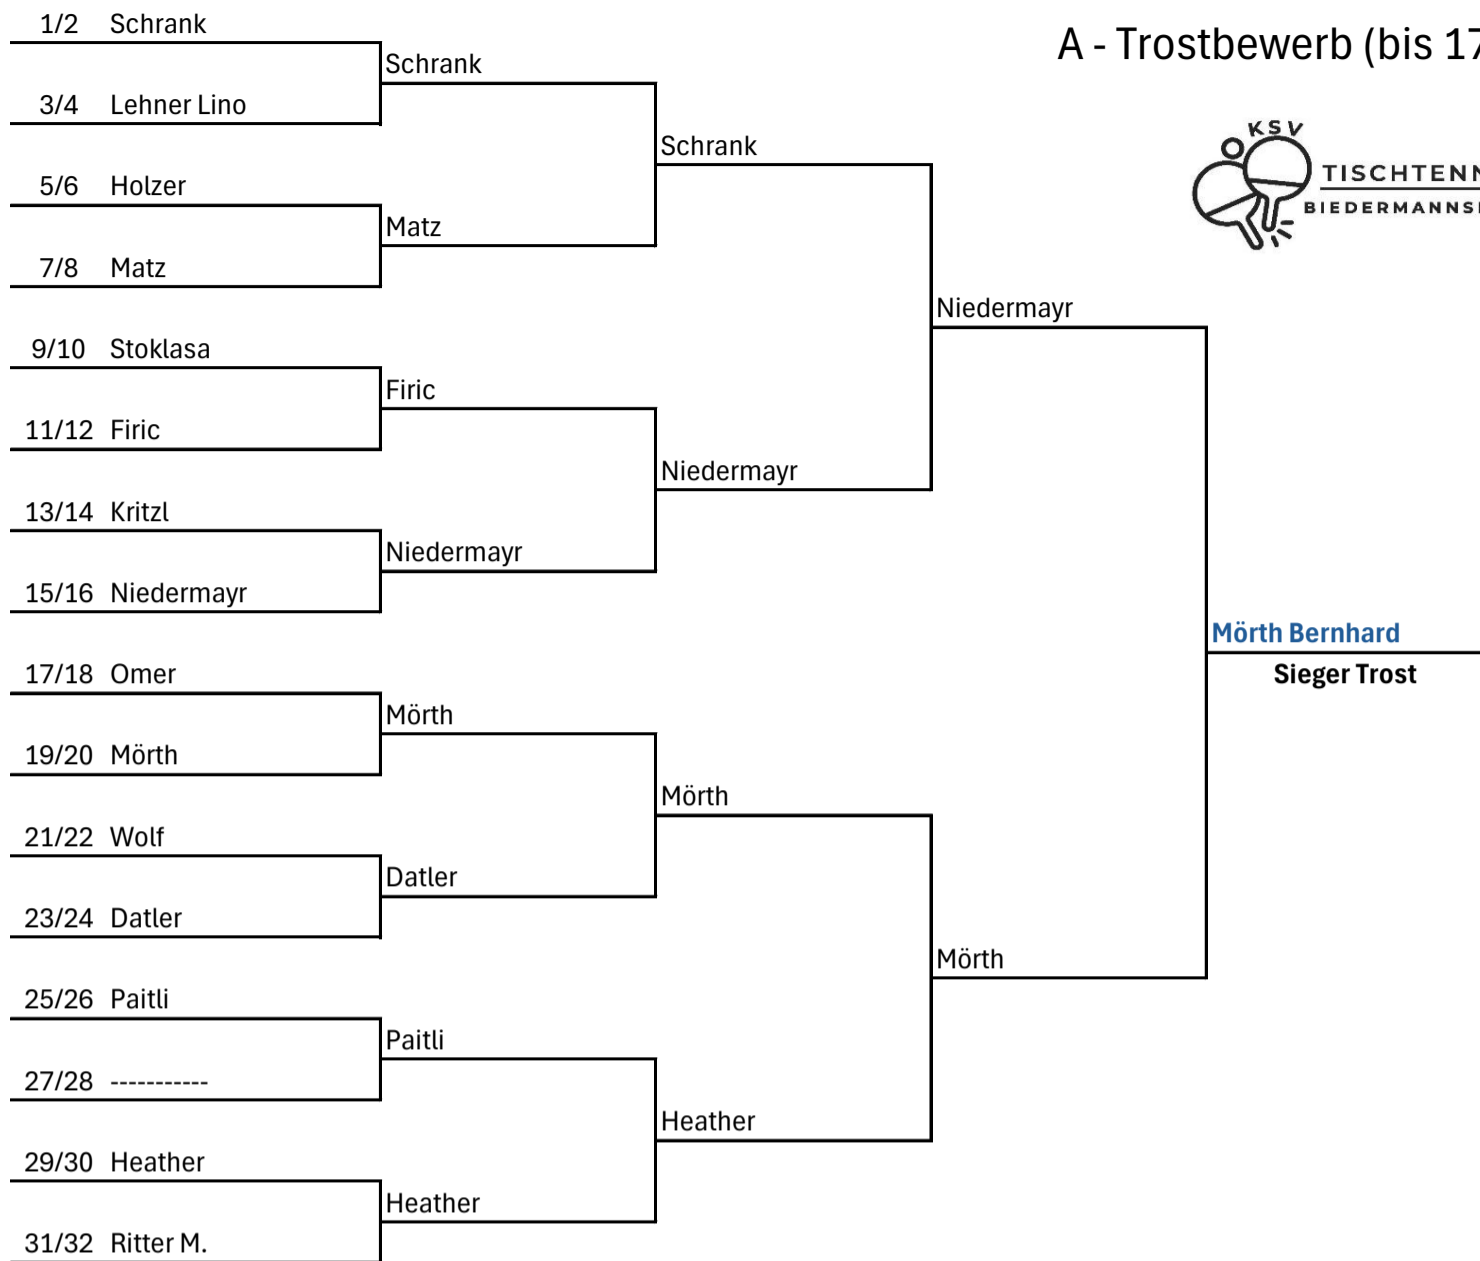 1/2 Schrank
A - Trostbewerb (bis 17
Schrank
3/4 Lehner Lino
KSV
Schrank
TISCHTENN
5/6 Holzer
BIEDERMANNS
Matz
7/8 Matz
Niedermayr
9/10 Stoklasa
Firic
11/12 Firic
Niedermayr
13/14 Kritzl
Niedermayr
15/16 Niedermayr
Mörth Bernhard
17/18 Omer
Sieger Trost
Mörth
19/20 Mörth
Mörth
21/22 Wolf
Datler
23/24 Datler
Mörth
25/26 Paitli
Paitli
27/28 -----------
Heather
29/30 Heather
Heather
31/32 Ritter M.